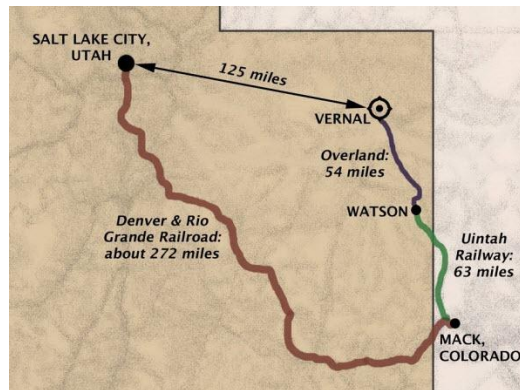 SALT LAKE CITY,
UTAH
125 miles
VERNAL
Overland:
54 miles
WATSON
Denver & Rio
Grande Railroad:
about 272 miles
Uintah
Railway:
63 miles
MACK,
COLORADO